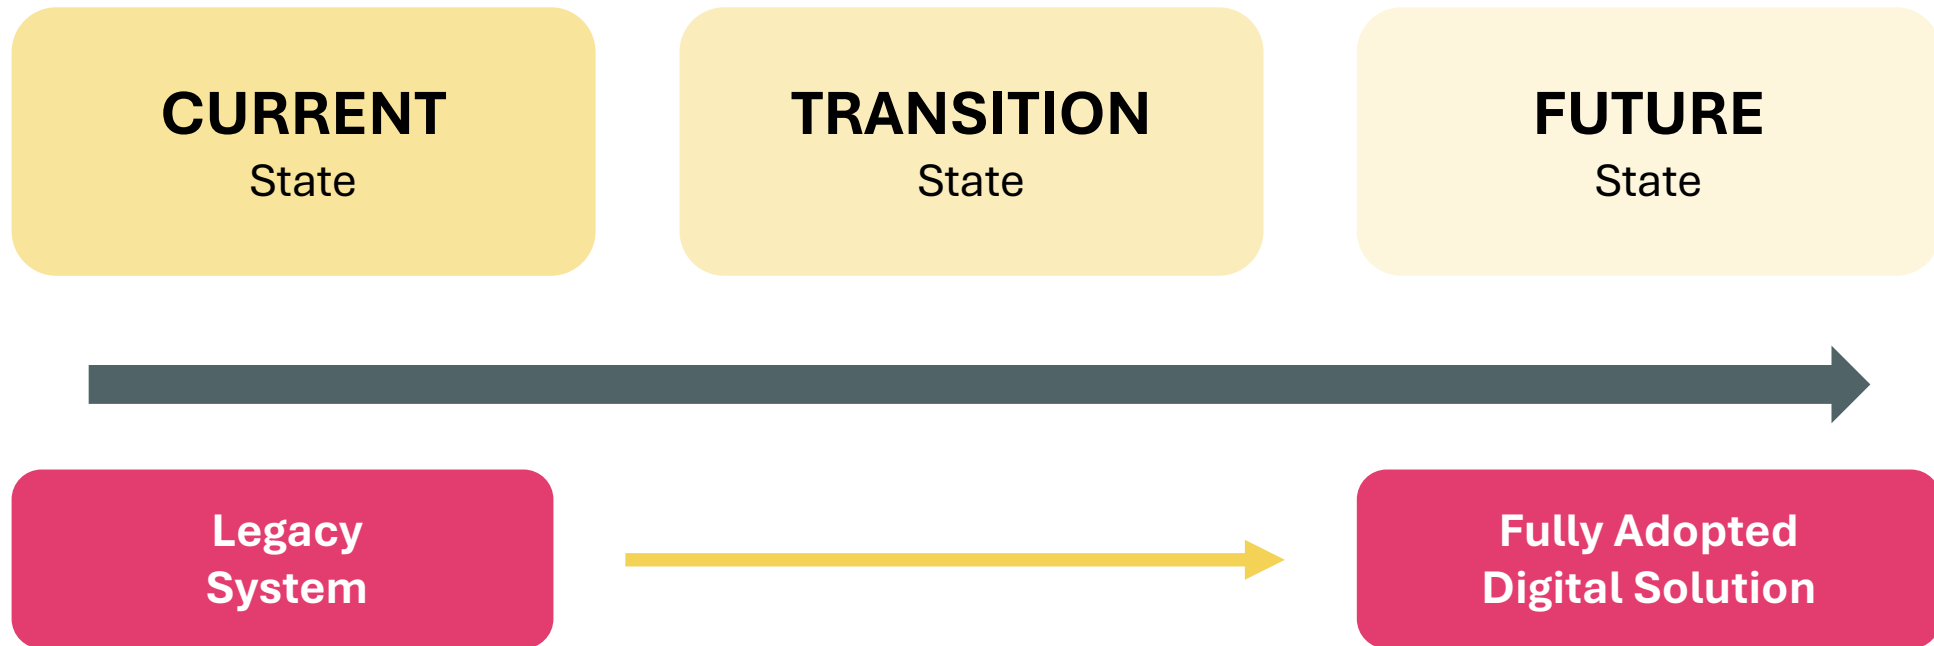 CURRENT
State
TRANSITION
State
FUTURE
State
Legacy
System
Fully Adopted
Digital Solution